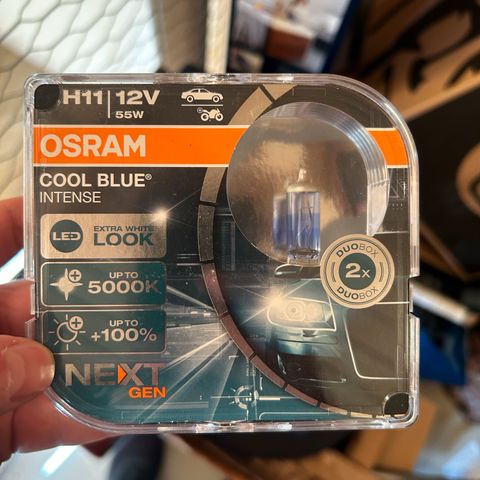 H11 | 12V
55W
OSRAM
COOL BLUE®
INTENSE
LED
EXTRA WHITE
LOOK
UP TO
5000K
UP TO
+100%
NEXT
GEN
DUOBOX
2x
DUOBOX